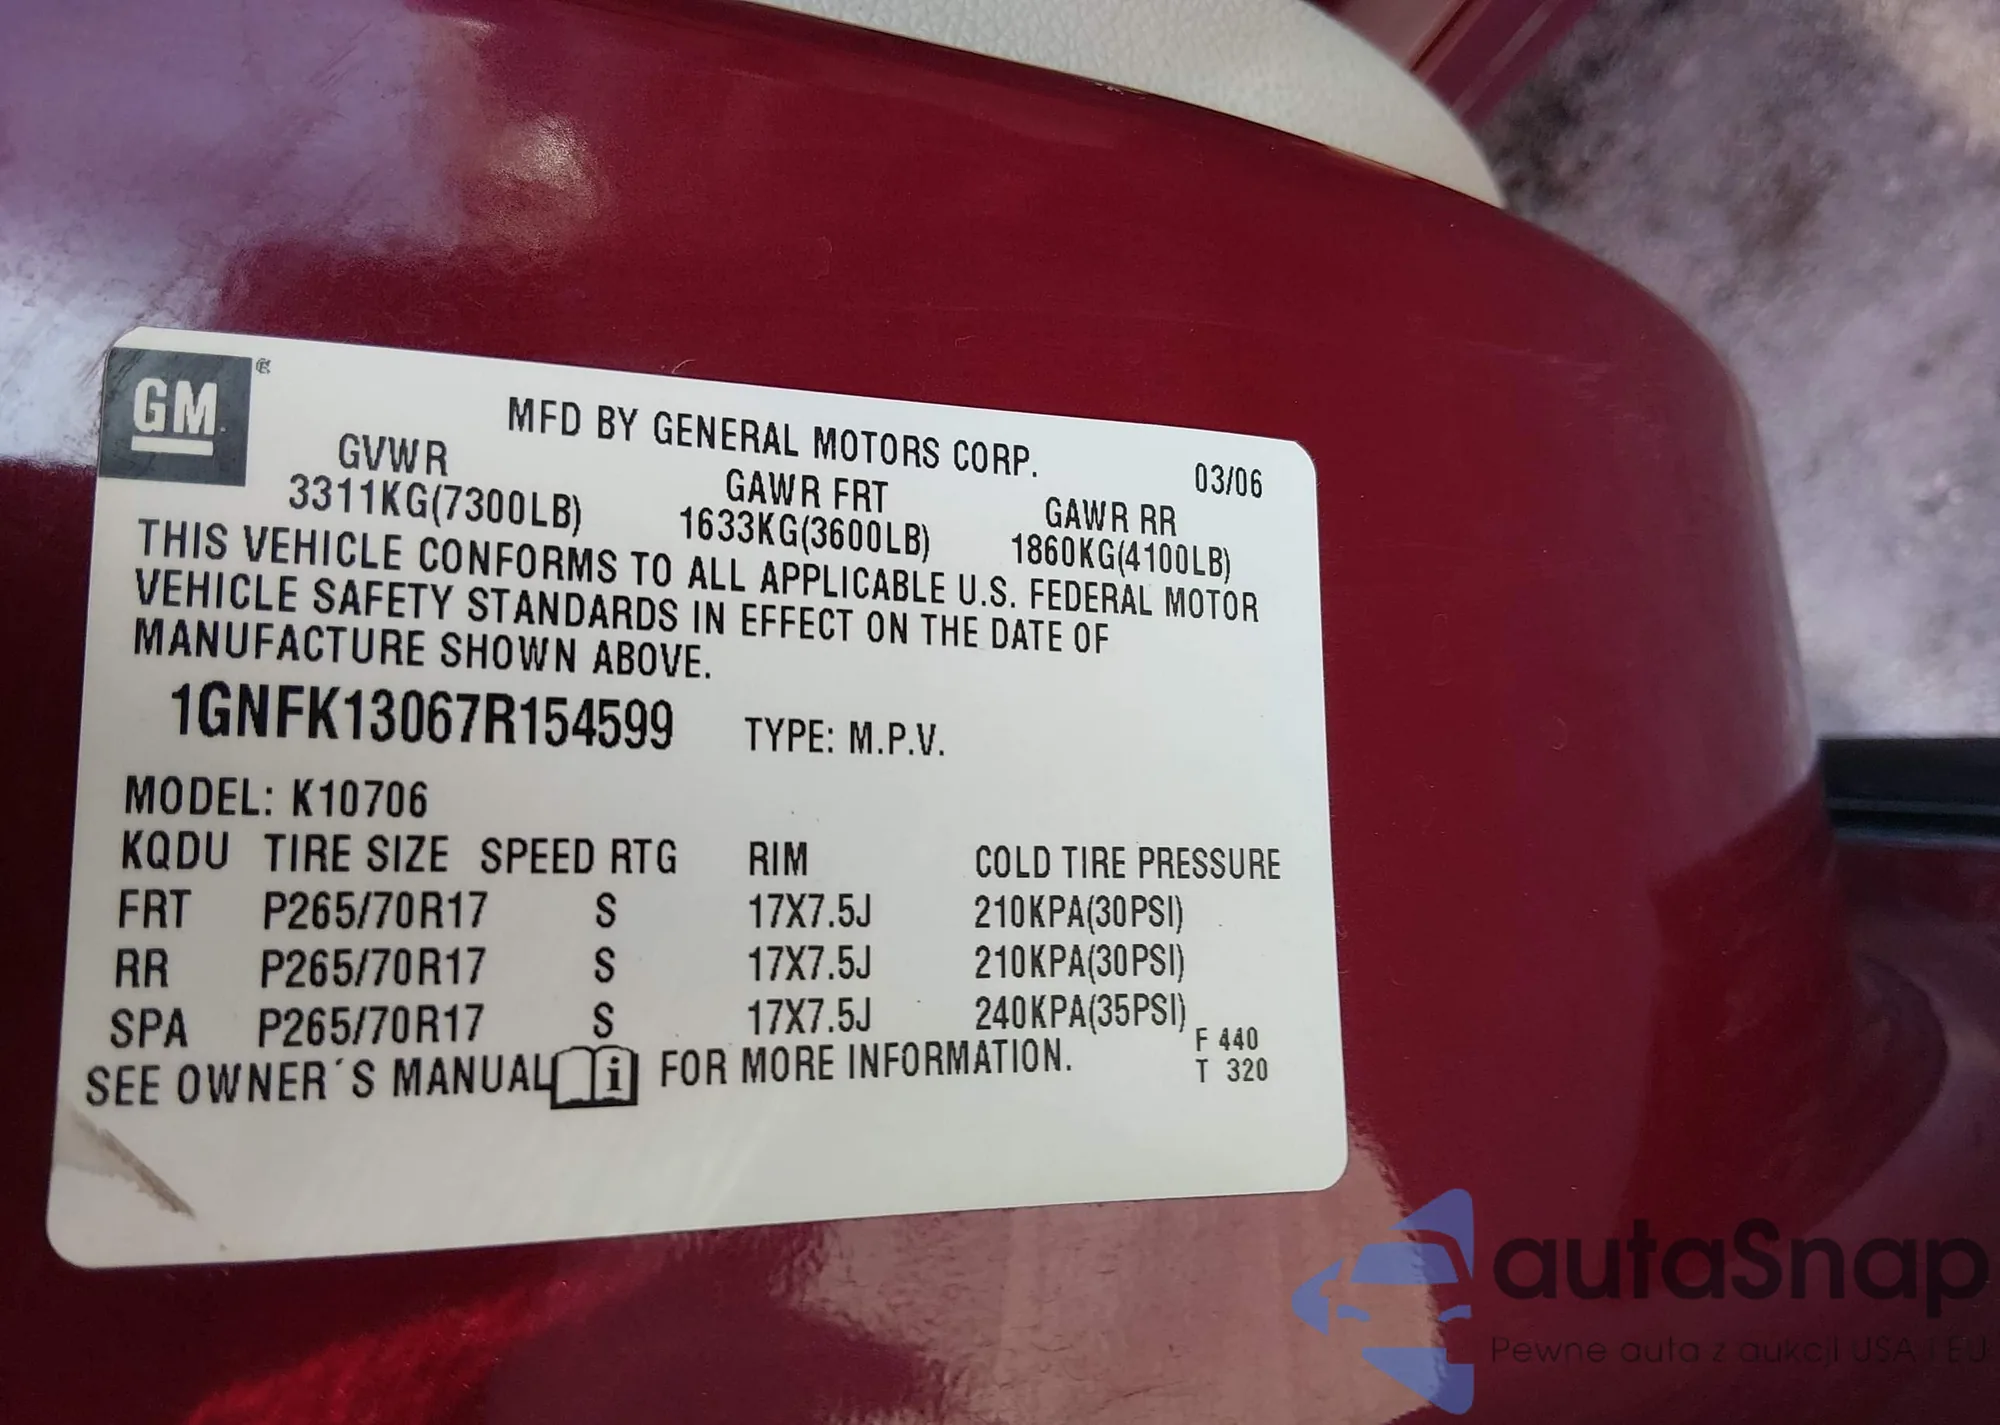 GM
MFD BY GENERAL MOTORS CORP.
03/06
GVWR GAWR FRT GAWR RR
3311KG(7300LB) 1633KG(3600LB) 1860KG(4100LB)
THIS VEHICLE CONFORMS TO ALL APPLICABLE U.S. FEDERAL MOTOR
VEHICLE SAFETY STANDARDS IN EFFECT ON THE DATE OF
MANUFACTURE SHOWN ABOVE.
1GNFK13067R154599 TYPE: M.P.V.
MODEL: K10706
KQDU TIRE SIZE SPEED RTG RIM COLD TIRE PRESSURE
FRT P265/70R17 S 17X7.5J 210KPA(30PSI)
RR P265/70R17 S 17X7.5J 210KPA(30PSI)
SPA P265/70R17 S 17X7.5J 240KPA(35PSI)
SEE OWNER´S MANUAL i FOR MORE INFORMATION.
F 440
T 320
autaSnap
Pewne auta z aukcji USA i EU